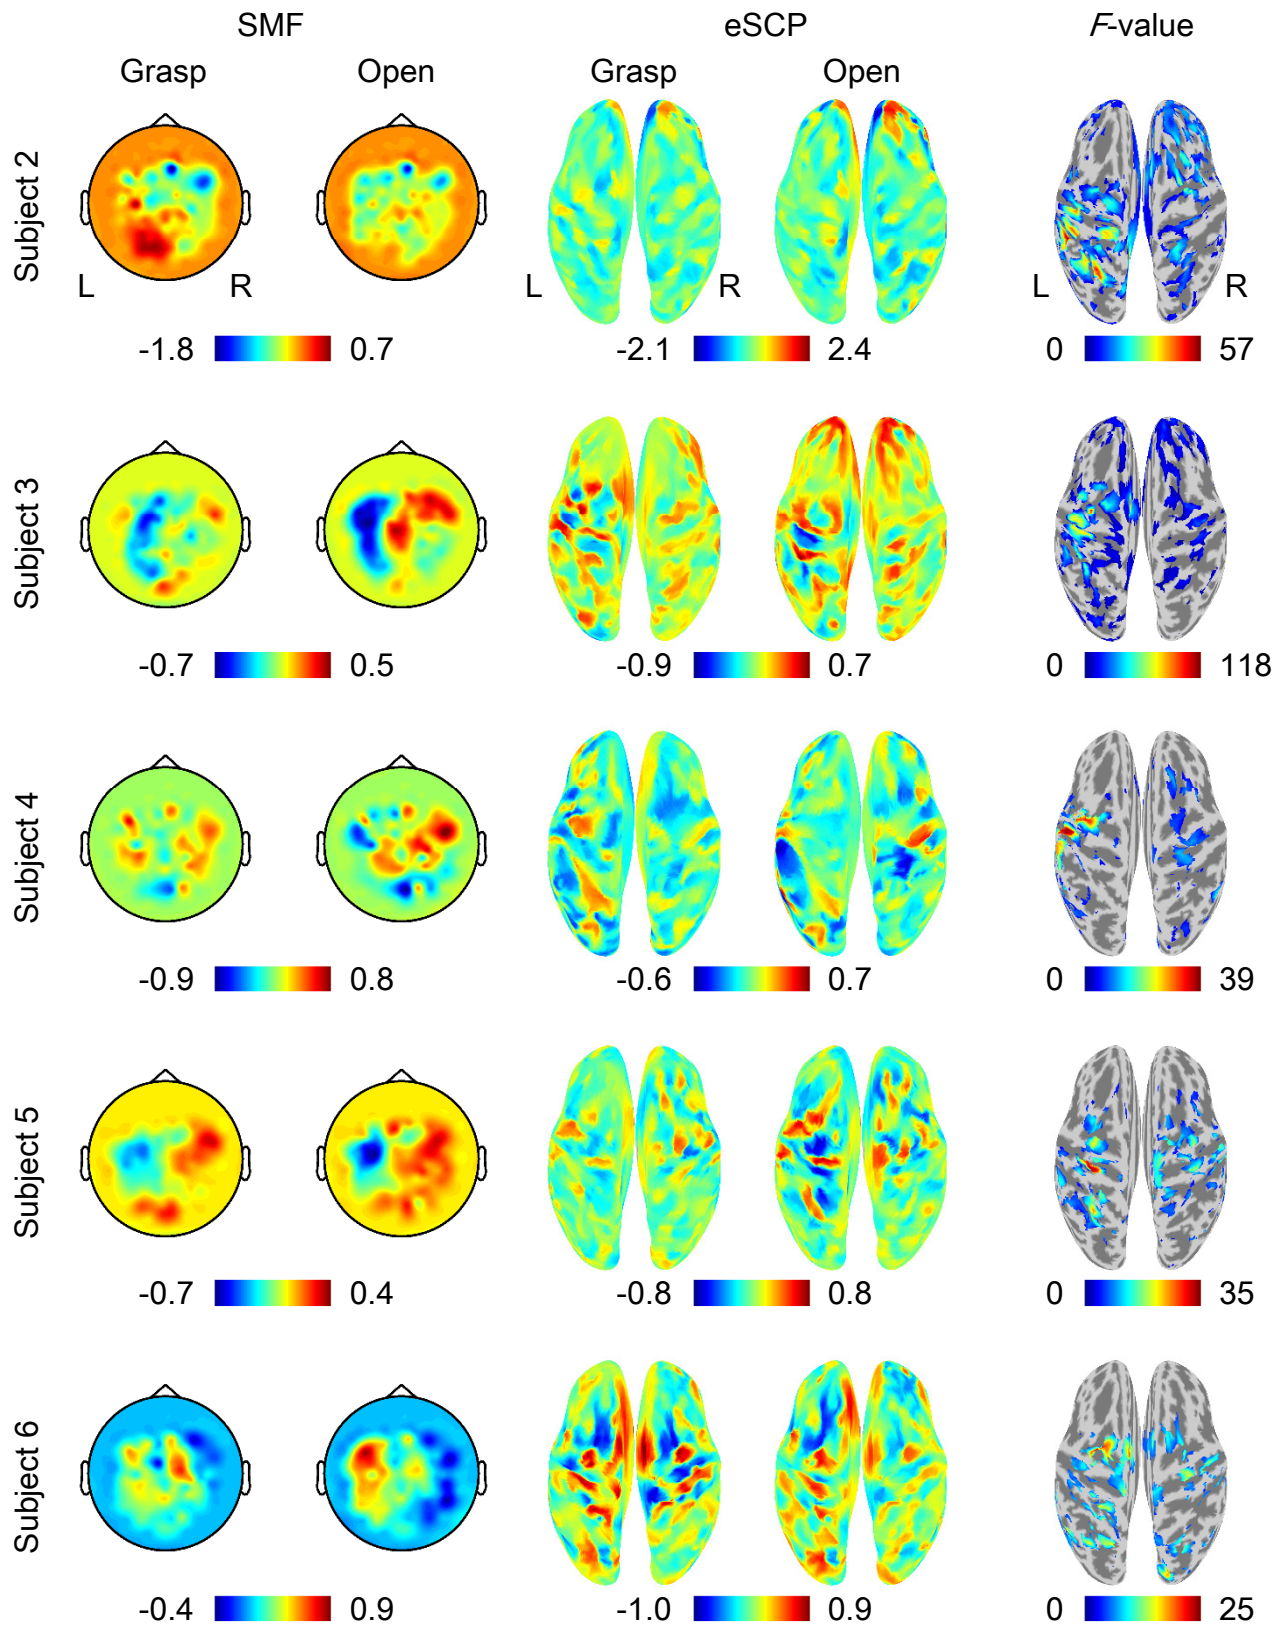 SMF eSCP F-value
Grasp Open Grasp Open
Subject 2
L R L R L R
-1.8 0.7 -2.1 2.4 0 57
Subject 3
-0.7 0.5 -0.9 0.7 0 118
Subject 4
-0.9 0.8 -0.6 0.7 0 39
Subject 5
-0.7 0.4 -0.8 0.8 0 35
Subject 6
-0.4 0.9 -1.0 0.9 0 25